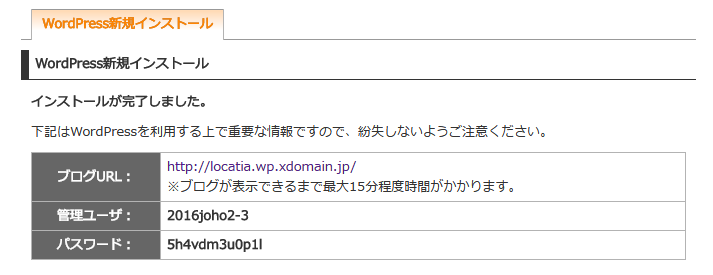 WordPress新規インストール
WordPress新規インストール
インストールが完了しました。
下記はWordPressを利用する上で重要な情報ですので、紛失しないようご注意ください。
ブログURL： http://locatia.wp.xdomain.jp/
※ブログが表示できるまで最大15分程度時間がかかります。
管理ユーザ： 2016joho2-3
パスワード： 5h4vdm3u0p1l